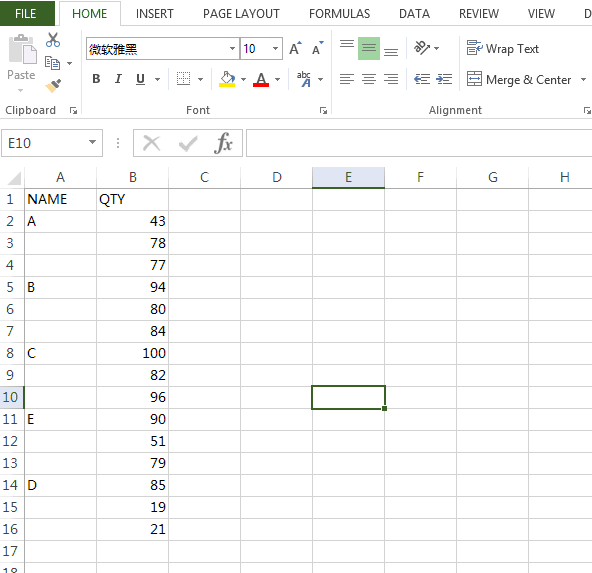 FILE HOME INSERT PAGE LAYOUT FORMULAS DATA REVIEW VIEW D
微软雅黑 10 A A Wrap Text
Paste B I U A abc A Merge & Center
Clipboard Font Alignment
E10 fx
A B C D E F G H
1 NAME QTY
2 A 43
3 78
4 77
5 B 94
6 80
7 84
8 C 100
9 82
10 96
11 E 90
12 51
13 79
14 D 85
15 19
16 21
17
18